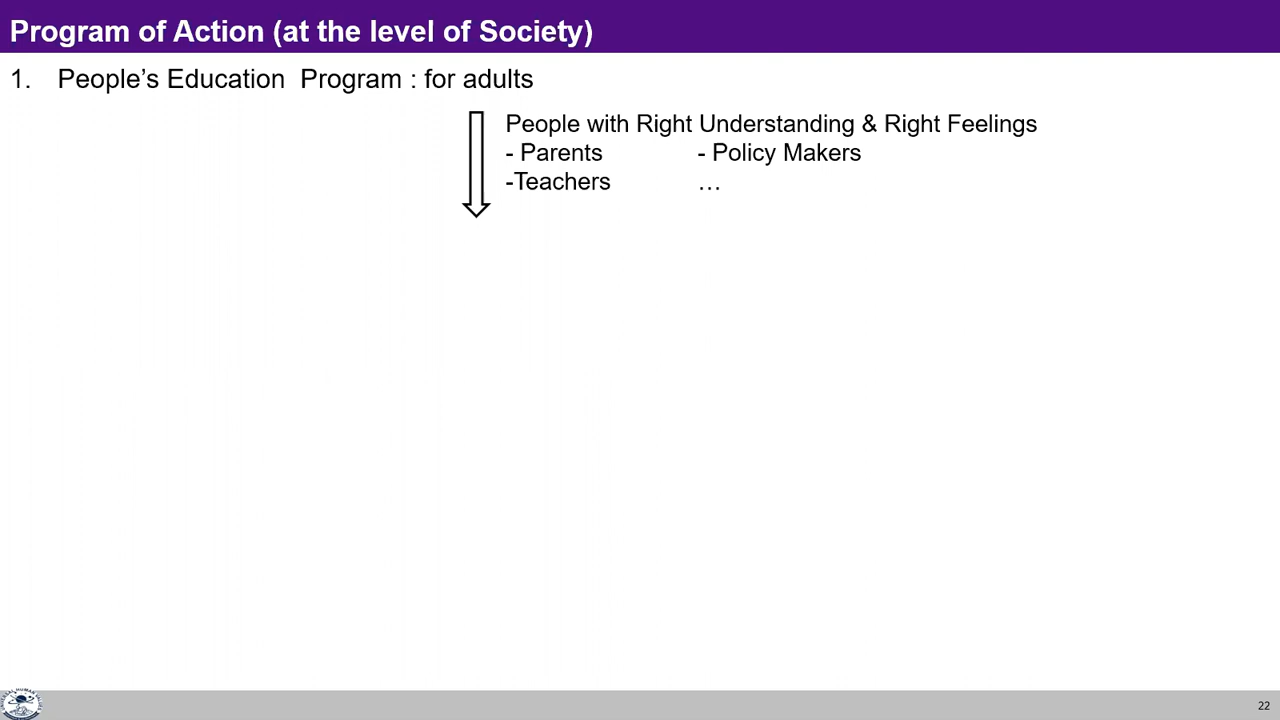 Program of Action (at the level of Society)
1. People’s Education Program : for adults
People with Right Understanding & Right Feelings
- Parents - Policy Makers
-Teachers …
22